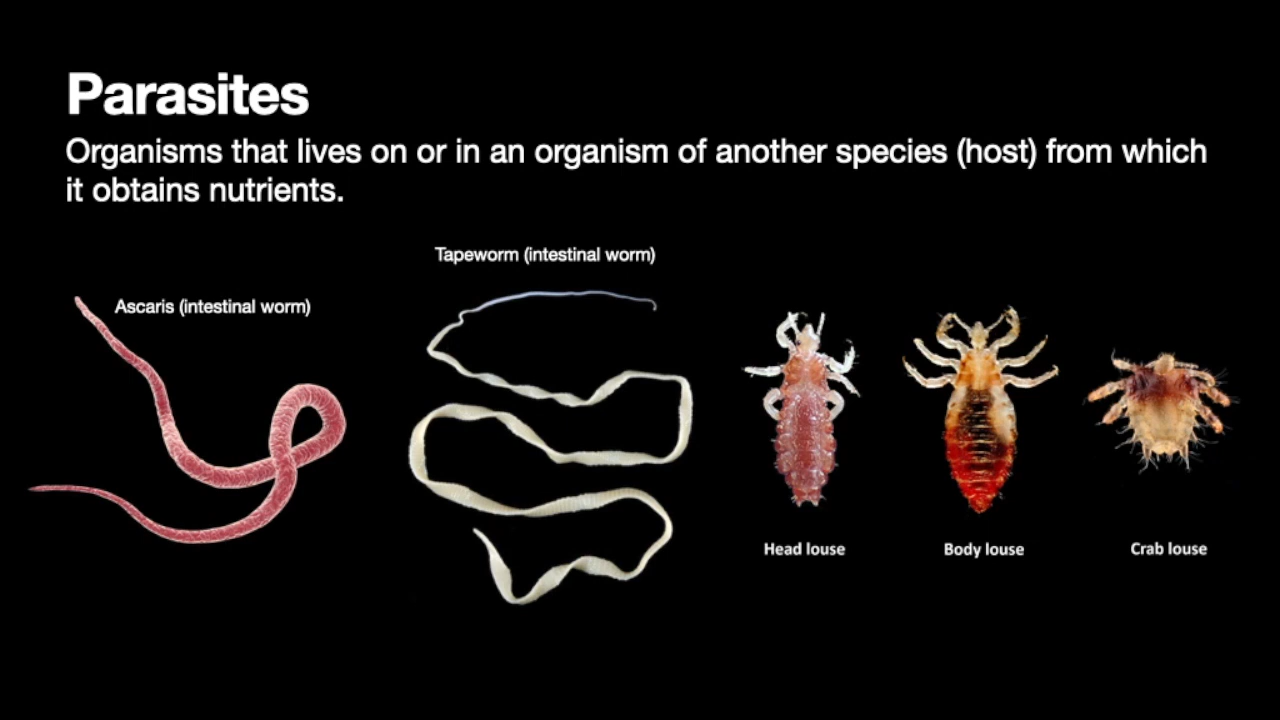 Parasites
Organisms that lives on or in an organism of another species (host) from which
it obtains nutrients.
Tapeworm (intestinal worm)
Ascaris (intestinal worm)
Head louse
Body louse
Crab louse